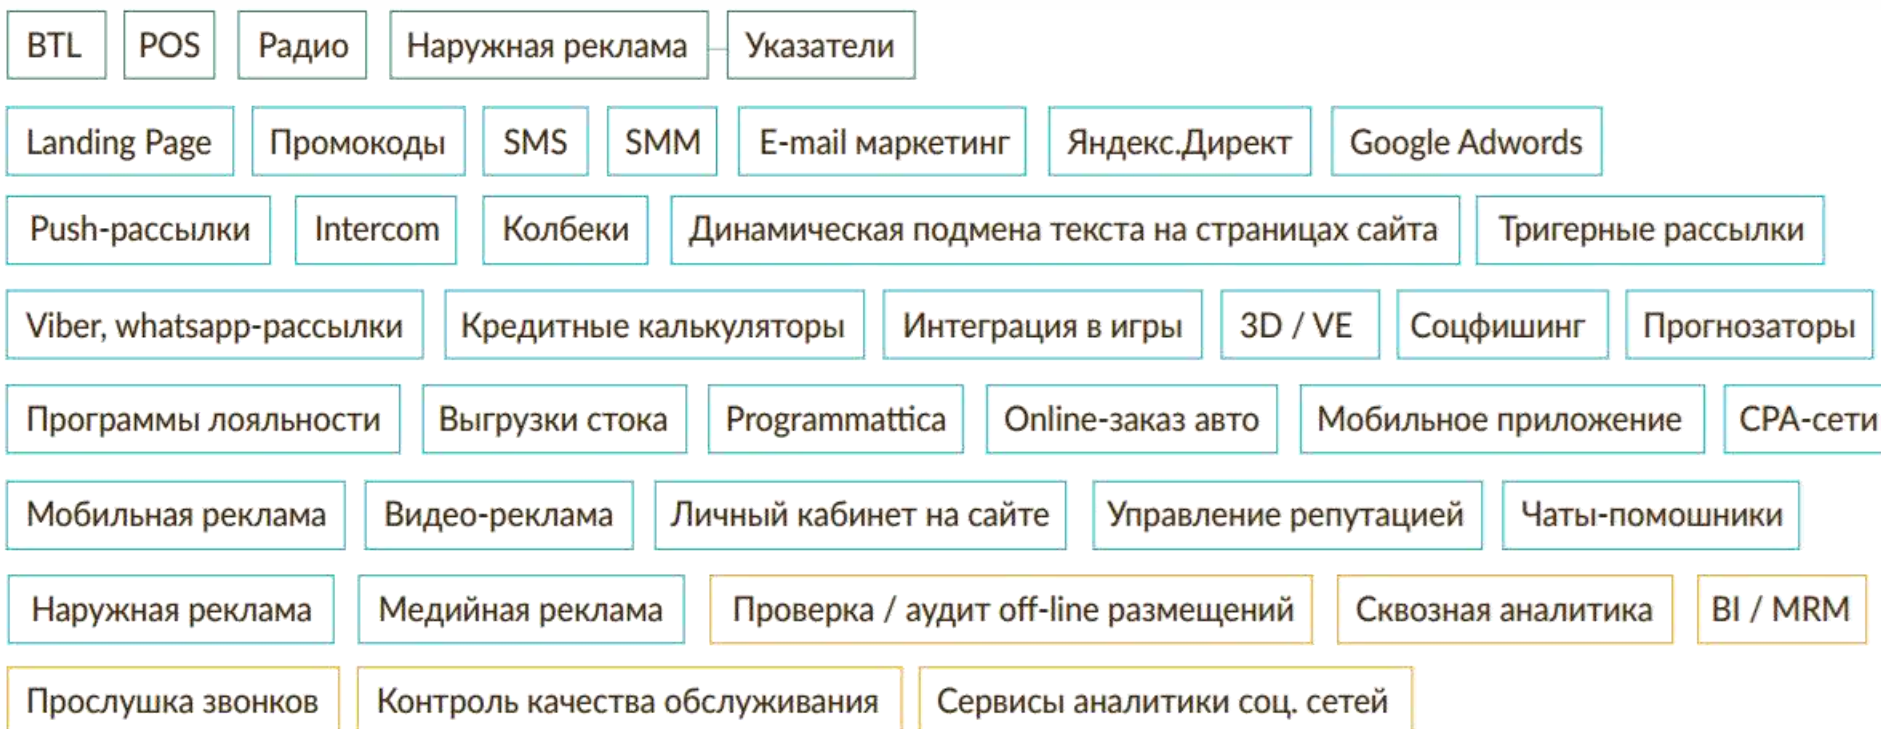 BTL POS Радио Наружная реклама Указатели
Landing Page Промокоды SMS SMM E-mail маркетинг Яндекс.Директ Google Adwords
Push-рассылки Intercom Колбеки Динамическая подмена текста на страницах сайта Тригерные рассылки
Viber, whatsapp-рассылки Кредитные калькуляторы Интеграция в игры 3D / VE Соцфишинг Прогнозаторы
Программы лояльности Выгрузки стока Programmattica Online-заказ авто Мобильное приложение CPA-сети
Мобильная реклама Видео-реклама Личный кабинет на сайте Управление репутацией Чаты-помошники
Наружная реклама Медийная реклама Проверка / аудит off-line размещений Сквозная аналитика BI / MRM
Прослушка звонков Контроль качества обслуживания Сервисы аналитики соц. сетей